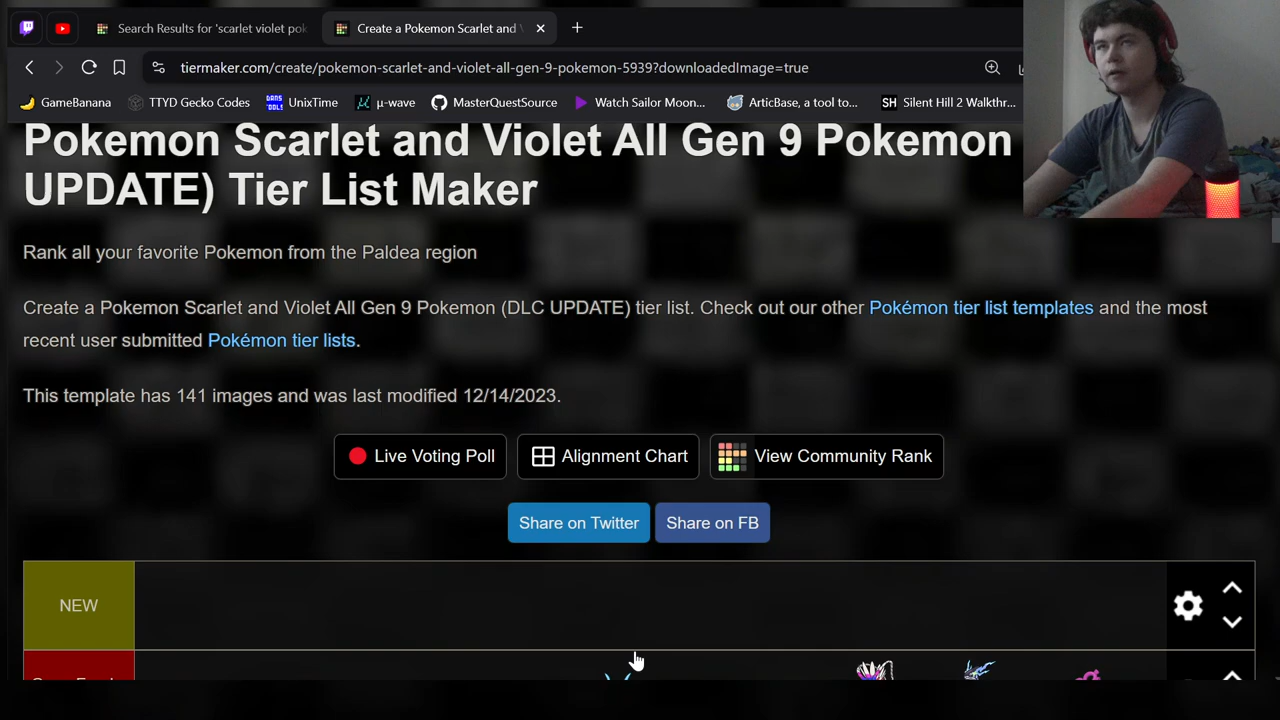 Search Results for 'scarlet violet pok
Create a Pokemon Scarlet and V
tiermaker.com/create/pokemon-scarlet-and-violet-all-gen-9-pokemon-5939?downloadedImage=true
GameBanana
TTYD Gecko Codes
DANS TOOLS
UnixTime
µ-wave
MasterQuestSource
Watch Sailor Moon...
ArticBase, a tool to...
SH
Silent Hill 2 Walkthr...
Pokemon Scarlet and Violet All Gen 9 Pokemon
UPDATE) Tier List Maker
Rank all your favorite Pokemon from the Paldea region
Create a Pokemon Scarlet and Violet All Gen 9 Pokemon (DLC UPDATE) tier list. Check out our other Pokémon tier list templates and the most
recent user submitted Pokémon tier lists.
This template has 141 images and was last modified 12/14/2023.
Live Voting Poll
Alignment Chart
View Community Rank
Share on Twitter
Share on FB
NEW